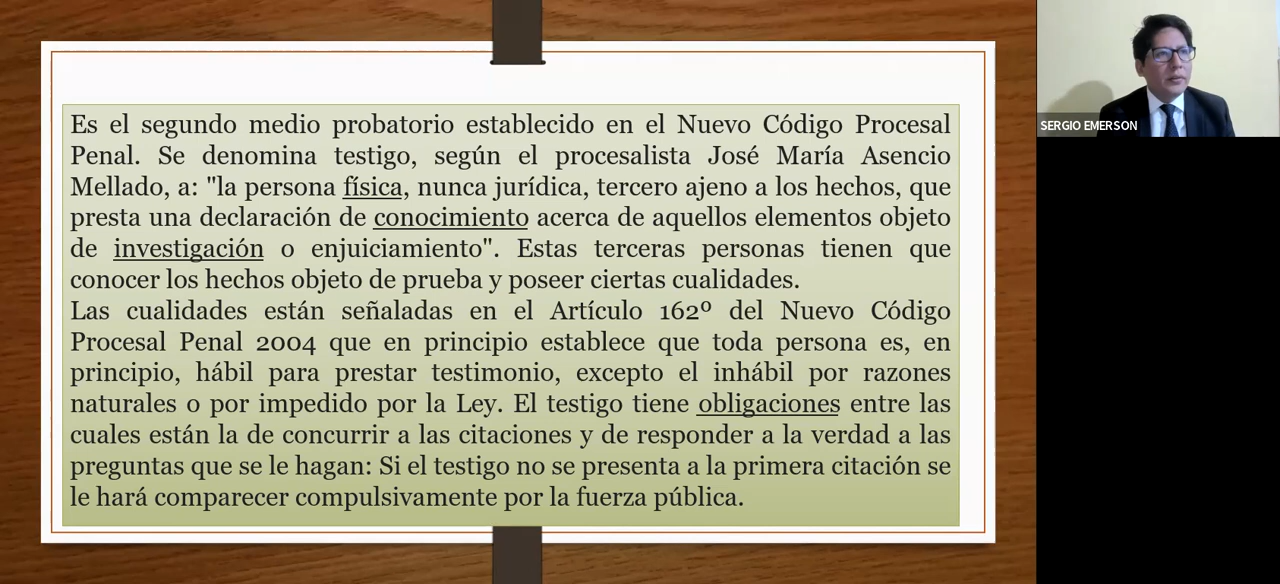 Es el segundo medio probatorio establecido en el Nuevo Código Procesal
Penal. Se denomina testigo, según el procesalista José María Asencio
Mellado, a: "la persona física, nunca jurídica, tercero ajeno a los hechos, que
presta una declaración de conocimiento acerca de aquellos elementos objeto
de investigación o enjuiciamiento". Estas terceras personas tienen que
conocer los hechos objeto de prueba y poseer ciertas cualidades.
Las cualidades están señaladas en el Artículo 162º del Nuevo Código
Procesal Penal 2004 que en principio establece que toda persona es, en
principio, hábil para prestar testimonio, excepto el inhábil por razones
naturales o por impedido por la Ley. El testigo tiene obligaciones entre las
cuales están la de concurrir a las citaciones y de responder a la verdad a las
preguntas que se le hagan: Si el testigo no se presenta a la primera citación se
le hará comparecer compulsivamente por la fuerza pública.
SERGIO EMERSON